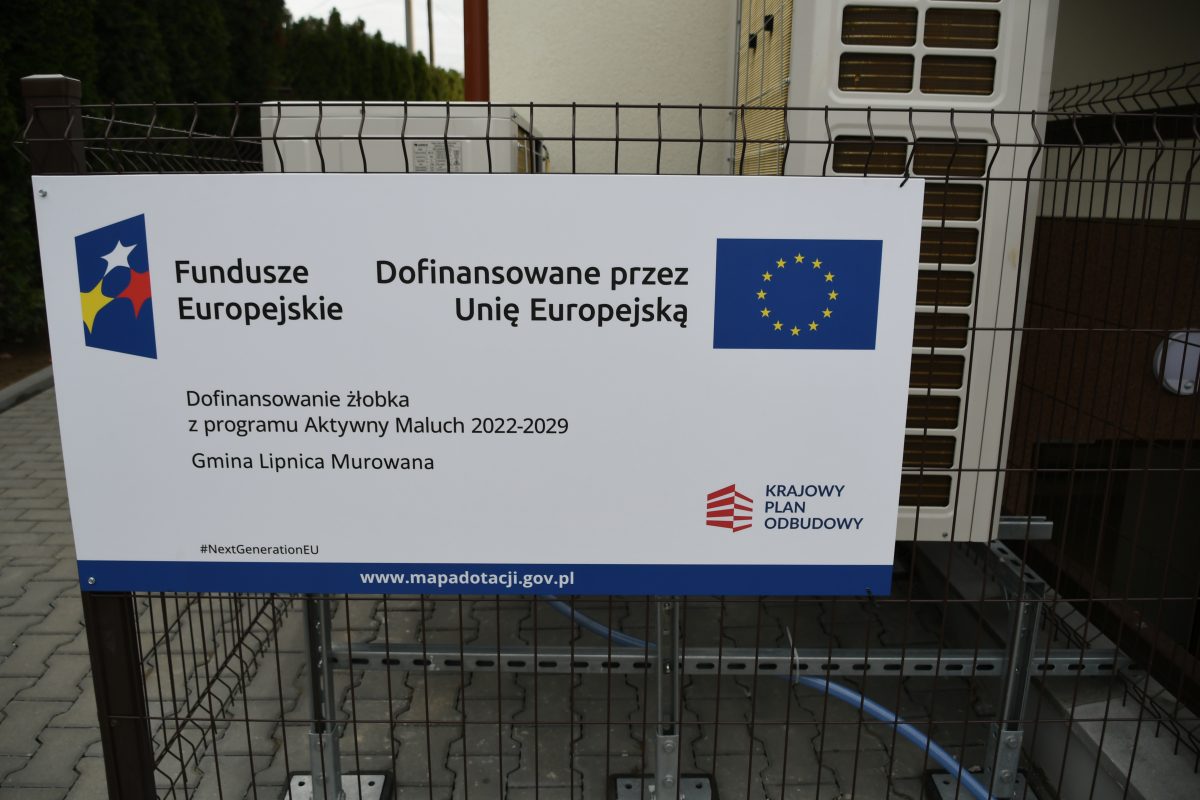 Fundusze
Europejskie
Dofinansowane przez
Unię Europejską
Dofinansowanie żłobka
z programu Aktywny Maluch 2022-2029
Gmina Lipnica Murowana
KRAJOWY
PLAN
ODBUDOWY
#NextGenerationEU
www.mapadotacji.gov.pl